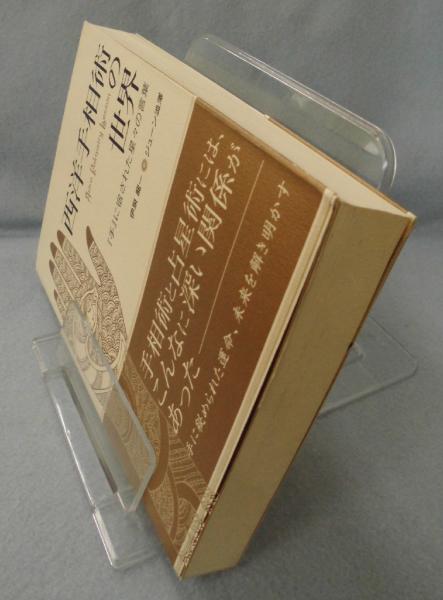 西洋手相術
の
世界
『手』に宿された星々の言葉
伊泉龍一
ジューン澁澤
手相術と占星術には、
こんなに深い関係が
あった
手に秘められた運命、未来を解き明かす